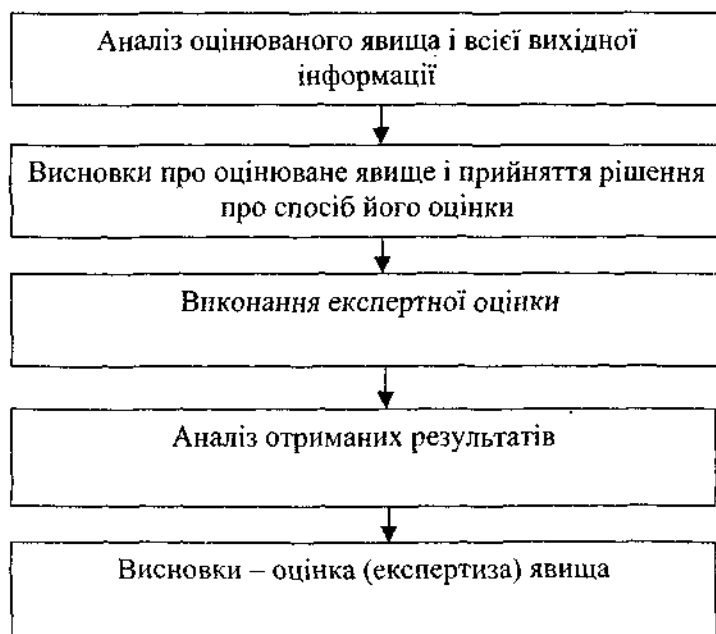 Аналіз оцінюваного явища і всієї вихідної
інформації
Висновки про оцінюване явище і прийняття рішення
про спосіб його оцінки
Виконання експертної оцінки
Аналіз отриманих результатів
Висновки – оцінка (експертиза) явища